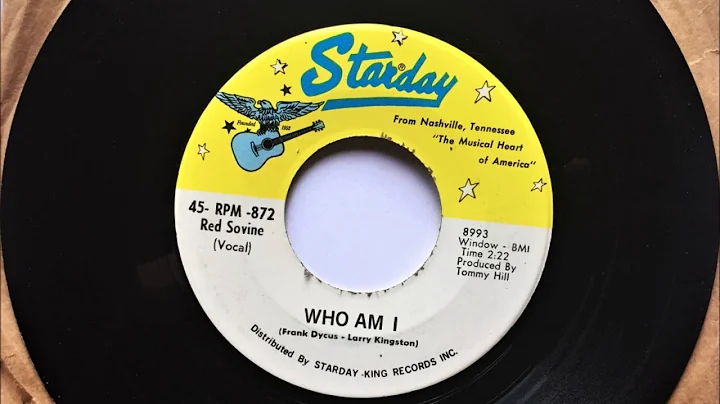 Starday®
Founded 1952
From Nashville, Tennessee
"The Musical Heart
of America"
45- RPM -872
Red Sovine
(Vocal)
8993
Window - BMI
Time 2:22
Produced By
Tommy Hill
WHO AM I
(Frank Dycus - Larry Kingston)
Distributed By STARDAY-KING RECORDS INC.